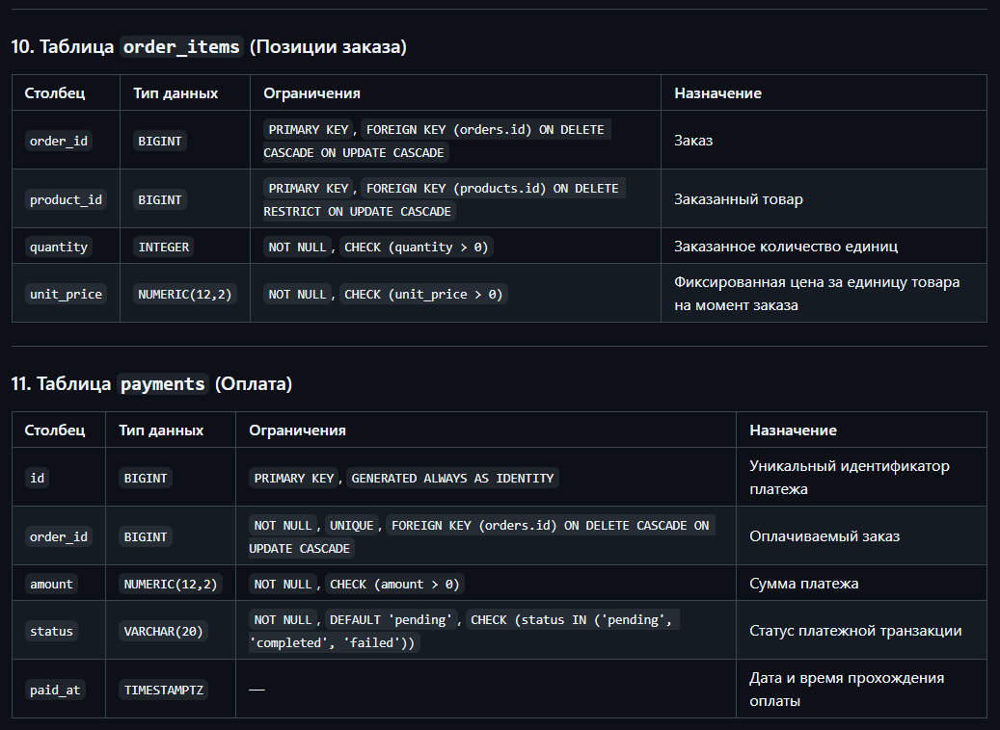 10. Таблица order_items (Позиции заказа)
Столбец Тип данных Ограничения Назначение
order_id BIGINT PRIMARY KEY, FOREIGN KEY (orders.id) ON DELETE
CASCADE ON UPDATE CASCADE Заказ
product_id BIGINT PRIMARY KEY, FOREIGN KEY (products.id) ON DELETE
RESTRICT ON UPDATE CASCADE Заказанный товар
quantity INTEGER NOT NULL, CHECK (quantity > 0) Заказанное количество единиц
unit_price NUMERIC(12,2) NOT NULL, CHECK (unit_price > 0) Фиксированная цена за единицу товара
на момент заказа
11. Таблица payments (Оплата)
Столбец Тип данных Ограничения Назначение
id BIGINT PRIMARY KEY, GENERATED ALWAYS AS IDENTITY Уникальный идентификатор
платежа
order_id BIGINT NOT NULL, UNIQUE, FOREIGN KEY (orders.id) ON DELETE CASCADE ON
UPDATE CASCADE Оплачиваемый заказ
amount NUMERIC(12,2) NOT NULL, CHECK (amount > 0) Сумма платежа
status VARCHAR(20) NOT NULL, DEFAULT 'pending', CHECK (status IN ('pending',
'completed', 'failed')) Статус платежной транзакции
paid_at TIMESTAMPTZ — Дата и время прохождения
оплаты